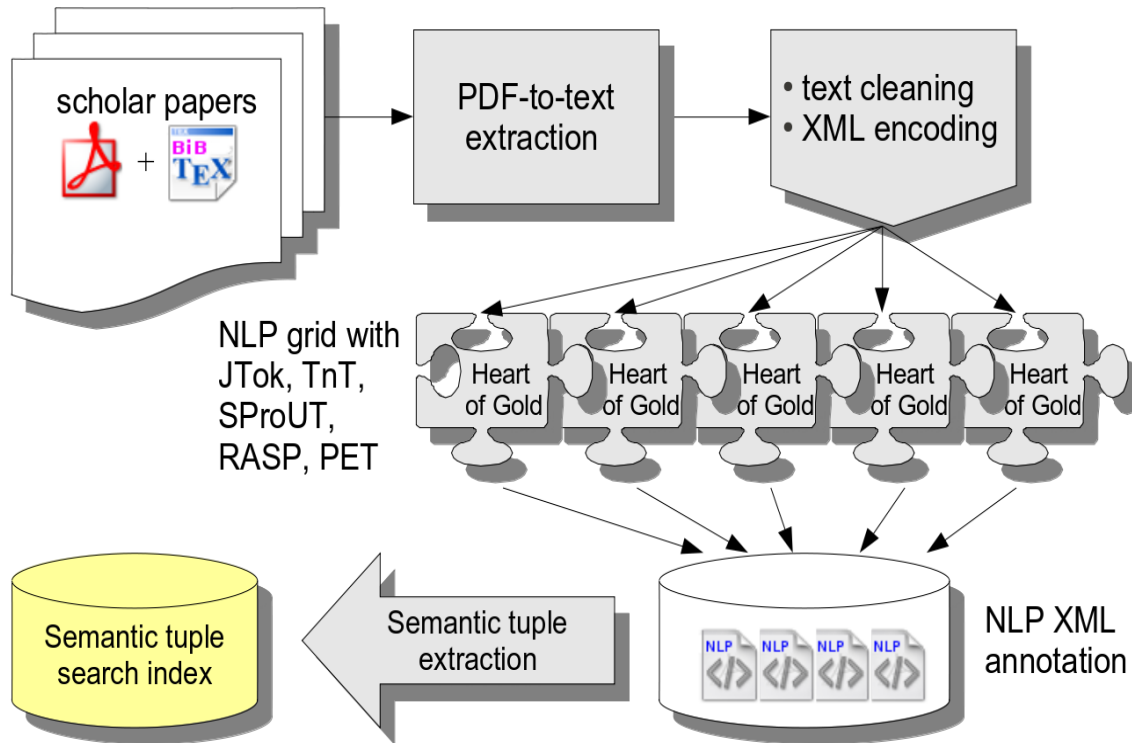 scholar papers
+
TEX
BiB
TEX
PDF-to-text
extraction
• text cleaning
• XML encoding
NLP grid with
JTok, TnT,
SProUT,
RASP, PET
Heart
of Gold
Heart
of Gold
Heart
of Gold
Heart
of Gold
Heart
of Gold
Semantic tuple
search index
Semantic tuple
extraction
NLP
</>
NLP
</>
NLP
</>
NLP
</>
NLP XML
annotation